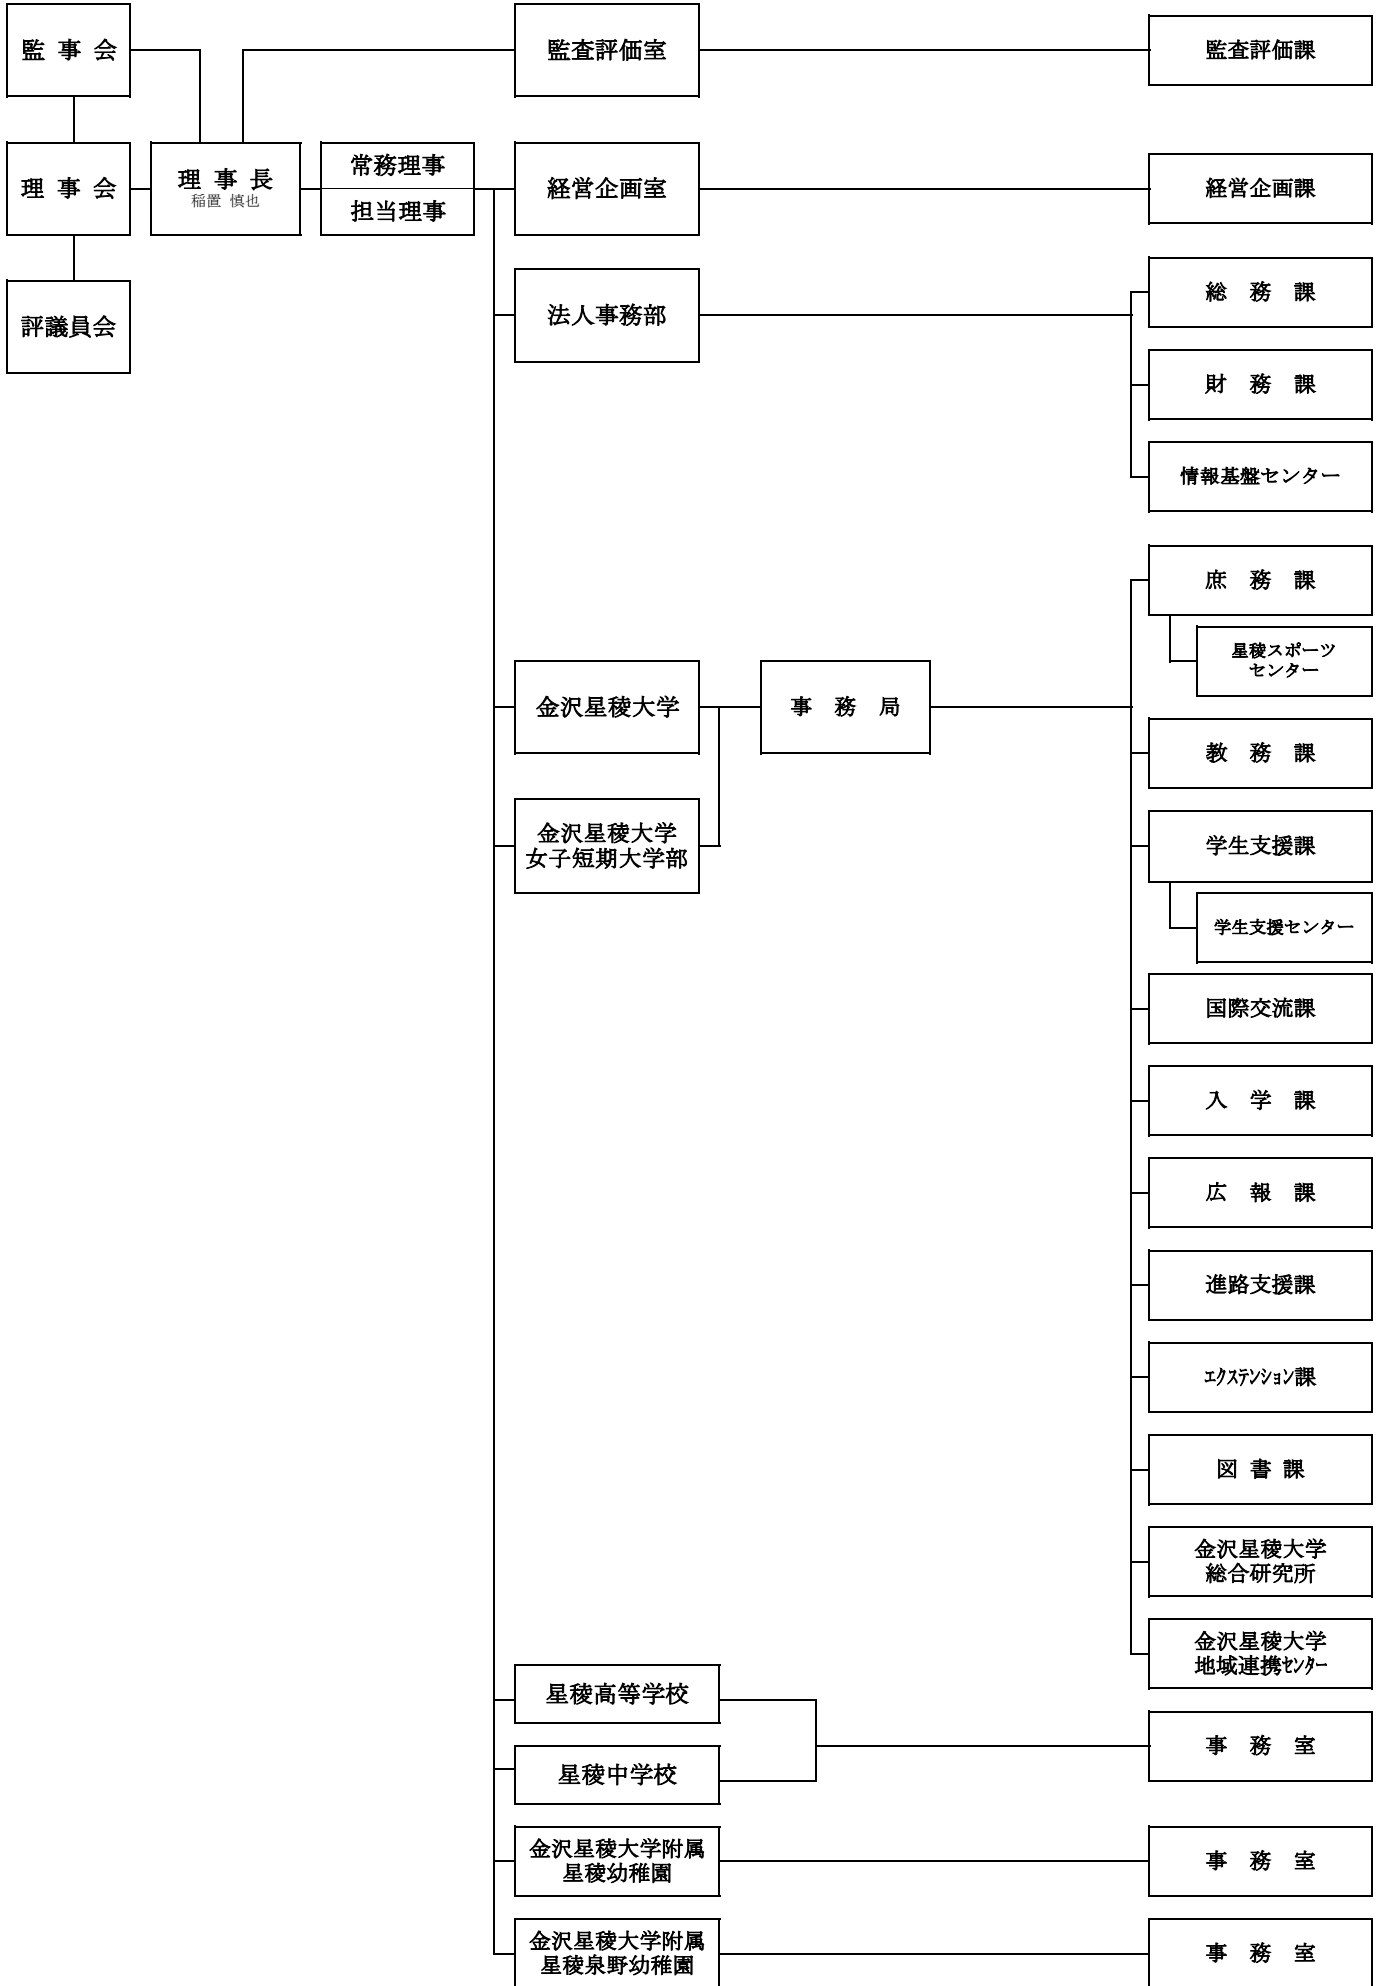 監 事 会
監査評価室
監査評価課
理 事 会
理 事 長
稲置 慎也
常務理事
担当理事
経営企画室
経営企画課
評議員会
法人事務部
総　務　課
財　務　課
情報基盤センター
庶　務　課
星稜スポーツ
センター
金沢星稜大学
事　務　局
教　務　課
金沢星稜大学
女子短期大学部
学生支援課
学生支援センター
国際交流課
入　学　課
広　報　課
進路支援課
ｴｸｽﾃﾝｼｮﾝ課
図 書 課
金沢星稜大学
総合研究所
金沢星稜大学
地域連携ｾﾝﾀｰ
星稜高等学校
星稜中学校
事　務　室
金沢星稜大学附属
星稜幼稚園
事　務　室
金沢星稜大学附属
星稜泉野幼稚園
事　務　室